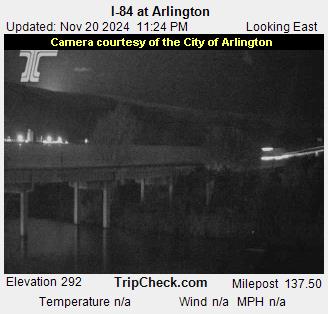 I-84 at Arlington
Updated: Nov 20 2024 11:24 PM Looking East
Camera courtesy of the City of Arlington
Elevation 292 TripCheck.com Milepost 137.50
Temperature n/a Wind n/a MPH n/a